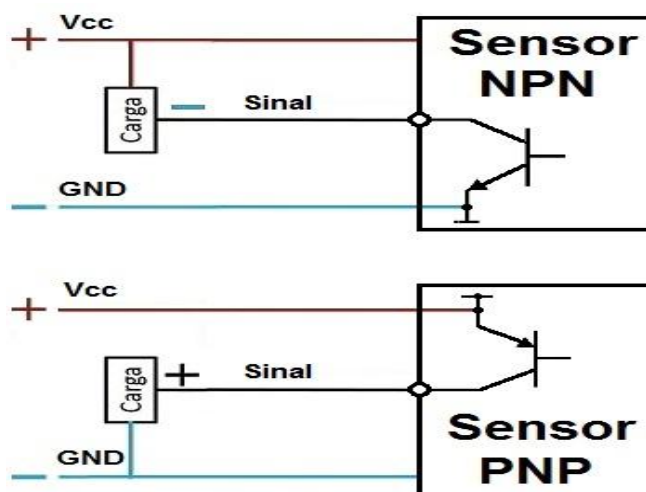 + Vcc
Sensor
NPN
Carga
− Sinal
− GND
+ Vcc
Carga
+ Sinal
− GND
Sensor
PNP